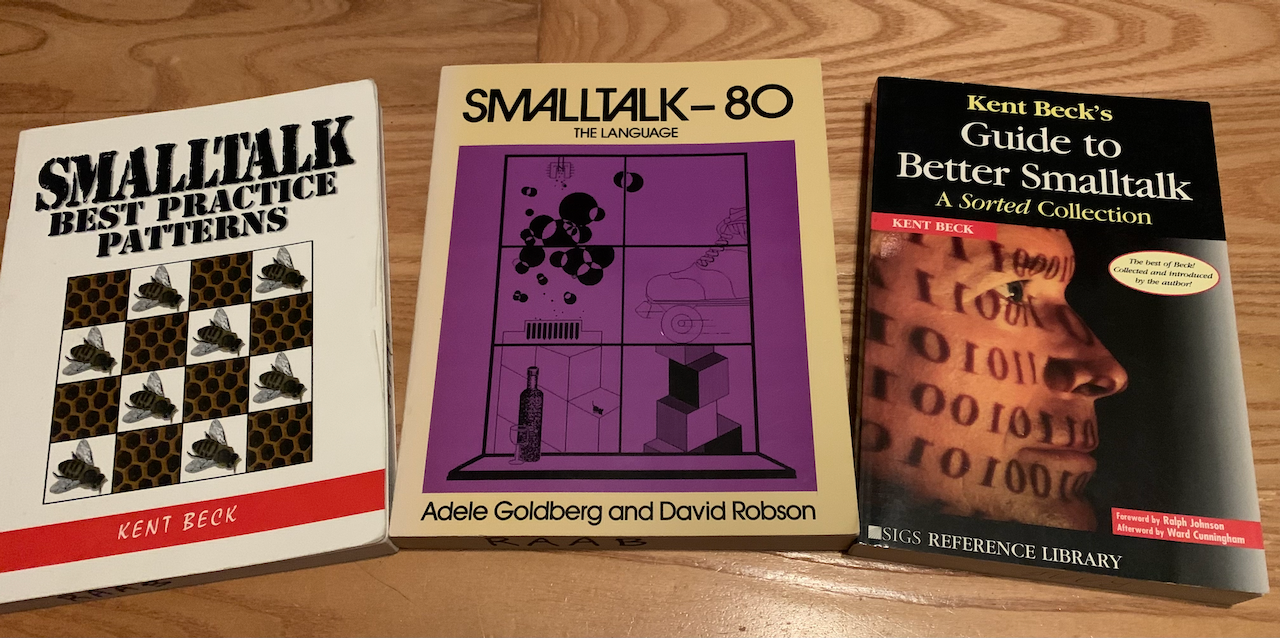 SMALLTALK
BEST PRACTICE
PATTERNS
KENT BECK
RAAB
SMALLTALK-80
THE LANGUAGE
Adele Goldberg and David Robson
RAAB
Kent Beck's
Guide to
Better Smalltalk
A Sorted Collection
KENT BECK
The best of Beck!
Collected and introduced
by the author!
Foreword by Ralph Johnson
Afterword by Ward Cunningham
SIGS REFERENCE LIBRARY